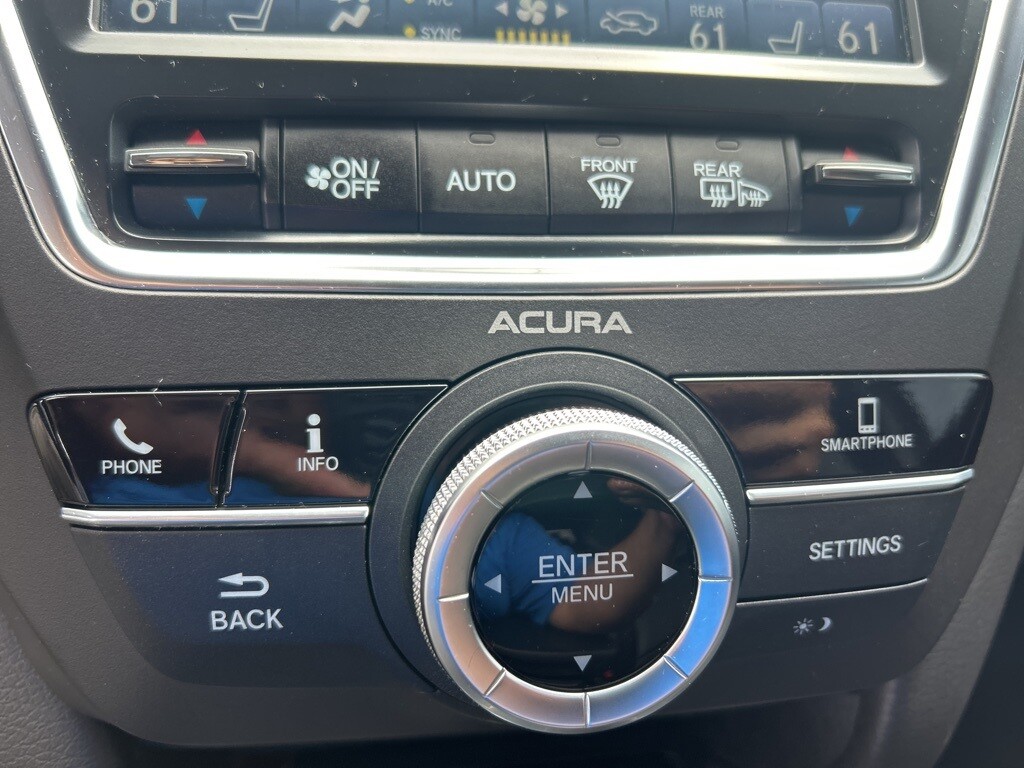 61
A/C
SYNC
REAR
61
61
ON/
OFF
AUTO
FRONT
REAR
ACURA
PHONE
INFO
SMARTPHONE
ENTER
MENU
SETTINGS
BACK